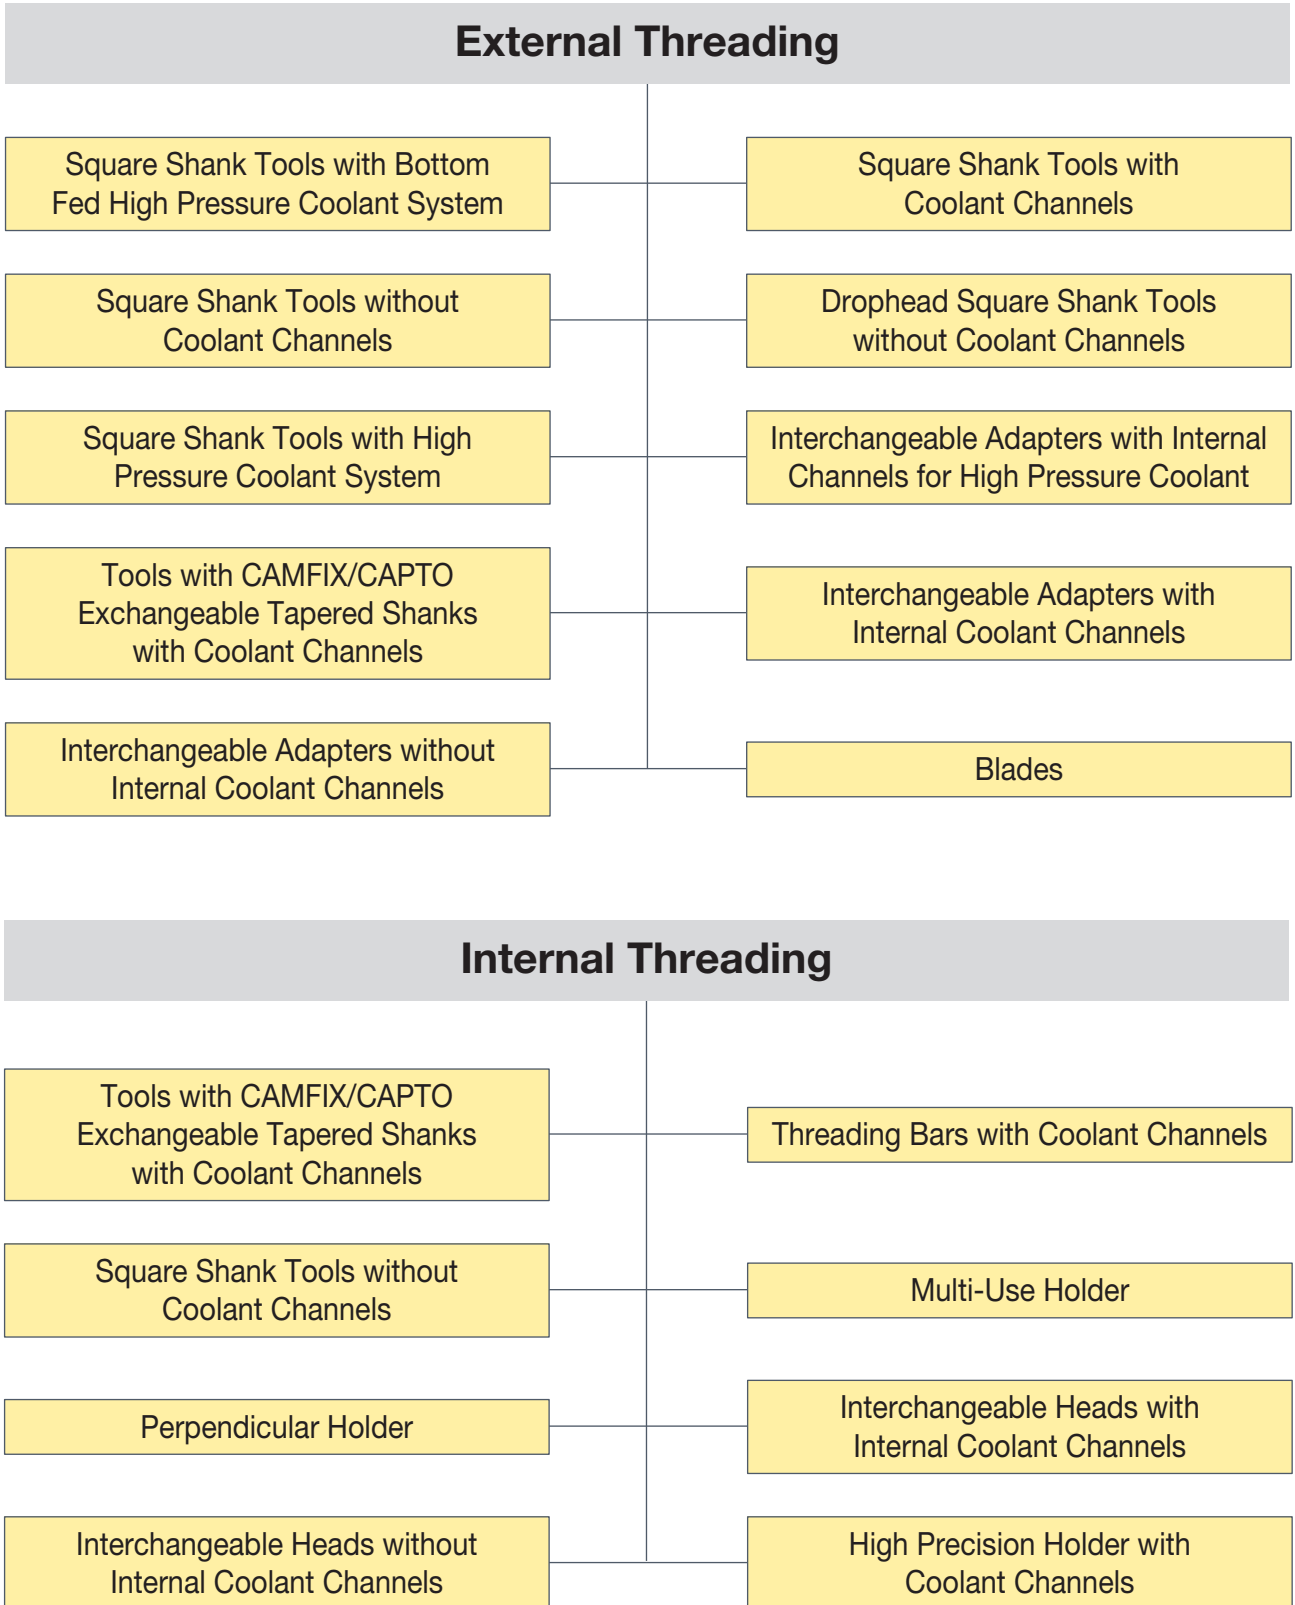 External Threading
Square Shank Tools with Bottom
Fed High Pressure Coolant System
Square Shank Tools with
Coolant Channels
Square Shank Tools without
Coolant Channels
Drophead Square Shank Tools
without Coolant Channels
Square Shank Tools with High
Pressure Coolant System
Interchangeable Adapters with Internal
Channels for High Pressure Coolant
Tools with CAMFIX/CAPTO
Exchangeable Tapered Shanks
with Coolant Channels
Interchangeable Adapters with
Internal Coolant Channels
Interchangeable Adapters without
Internal Coolant Channels
Blades
Internal Threading
Tools with CAMFIX/CAPTO
Exchangeable Tapered Shanks
with Coolant Channels
Threading Bars with Coolant Channels
Square Shank Tools without
Coolant Channels
Multi-Use Holder
Perpendicular Holder
Interchangeable Heads with
Internal Coolant Channels
Interchangeable Heads without
Internal Coolant Channels
High Precision Holder with
Coolant Channels